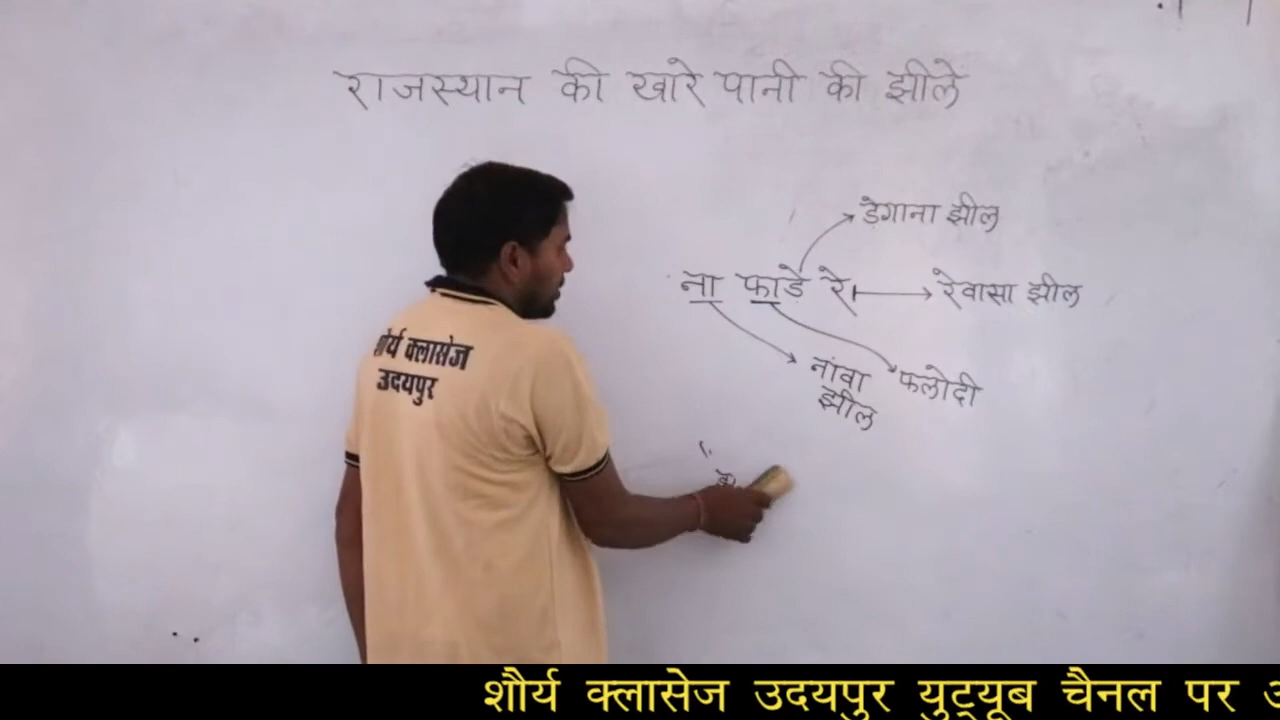 राजस्थान की खारे पानी की झीले
डेगाना झील
ना फाडे रे
रेवासा झील
नांवा
झील
फलोदी
शौर्य क्लासेज
उदयपुर
शौर्य क्लासेज उदयपुर युट्यूब चैनल पर